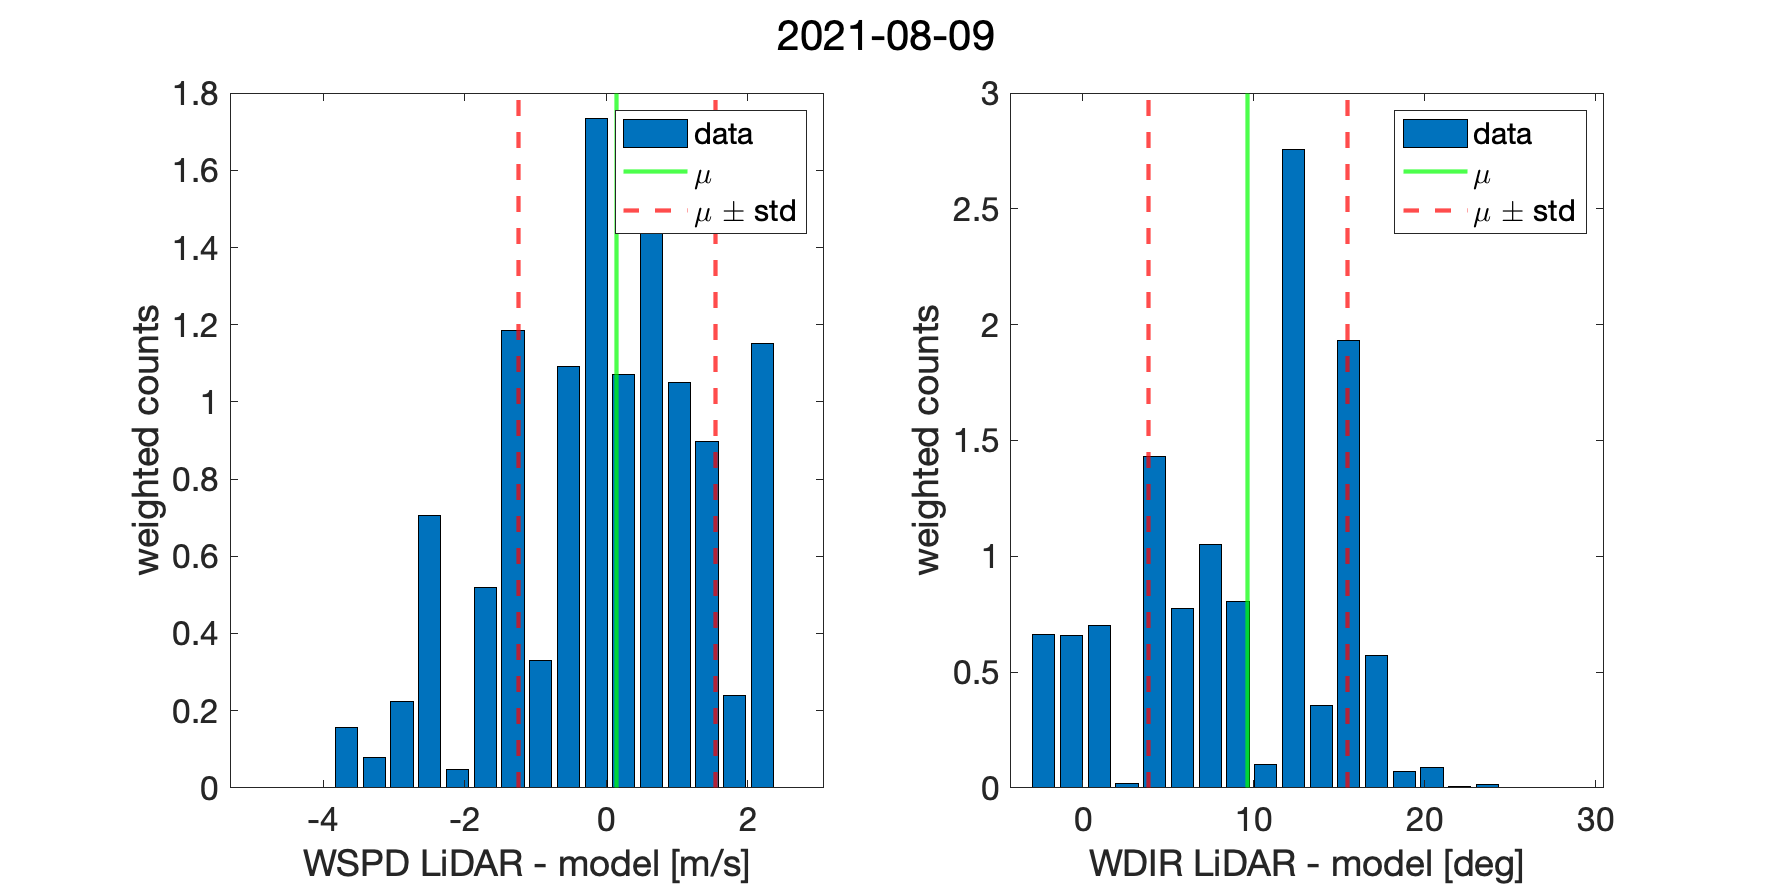 2021-08-09
1.8
1.6
1.4
1.2
1
0.8
0.6
0.4
0.2
0
weighted counts
data
μ
μ ± std
-4 -2 0 2
WSPD LiDAR - model [m/s]
3
2.5
2
1.5
1
0.5
0
weighted counts
data
μ
μ ± std
0 10 20 30
WDIR LiDAR - model [deg]